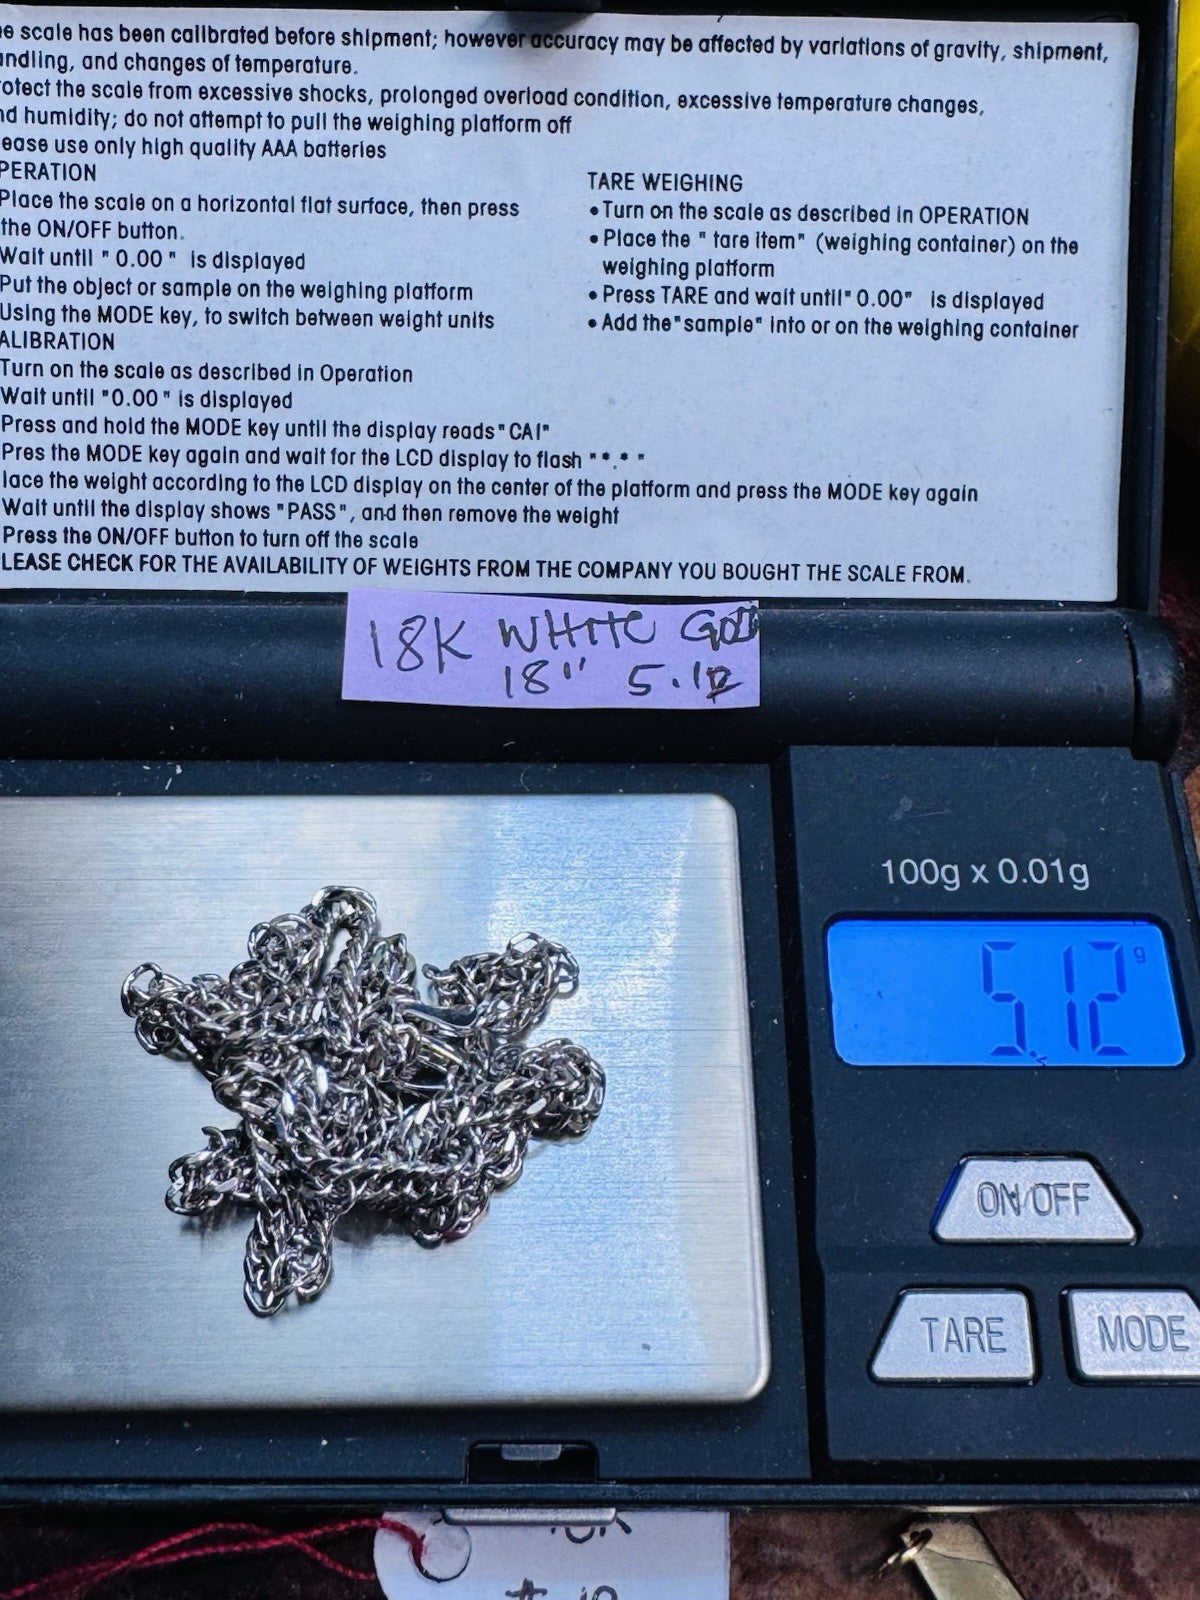 e scale has been calibrated before shipment; however accuracy may be affected by variations of gravity, shipment,
andling, and changes of temperature.
rotect the scale from excessive shocks, prolonged overload condition, excessive temperature changes,
nd humidity; do not attempt to pull the weighing platform off
ease use only high quality AAA batteries
PERATION
Place the scale on a horizontal flat surface, then press
the ON/OFF button.
Wait until " 0.00 " is displayed
Put the object or sample on the weighing platform
Using the MODE key, to switch between weight units
TARE WEIGHING
•Turn on the scale as described in OPERATION
•Place the " tare item" (weighing container) on the
weighing platform
•Press TARE and wait until" 0.00" is displayed
•Add the"sample" into or on the weighing container
ALIBRATION
Turn on the scale as described in Operation
Wait until "0.00 " is displayed
Press and hold the MODE key until the display reads "CAl"
Pres the MODE key again and wait for the LCD display to flash "*.* "
lace the weight according to the LCD display on the center of the platform and press the MODE key again
Wait until the display shows "PASS", and then remove the weight
Press the ON/OFF button to turn off the scale
LEASE CHECK FOR THE AVAILABILITY OF WEIGHTS FROM THE COMPANY YOU BOUGHT THE SCALE FROM.
18K WHITE GOLD
18" 5.12
100g x 0.01g
5.12 g
ON/OFF
TARE
MODE